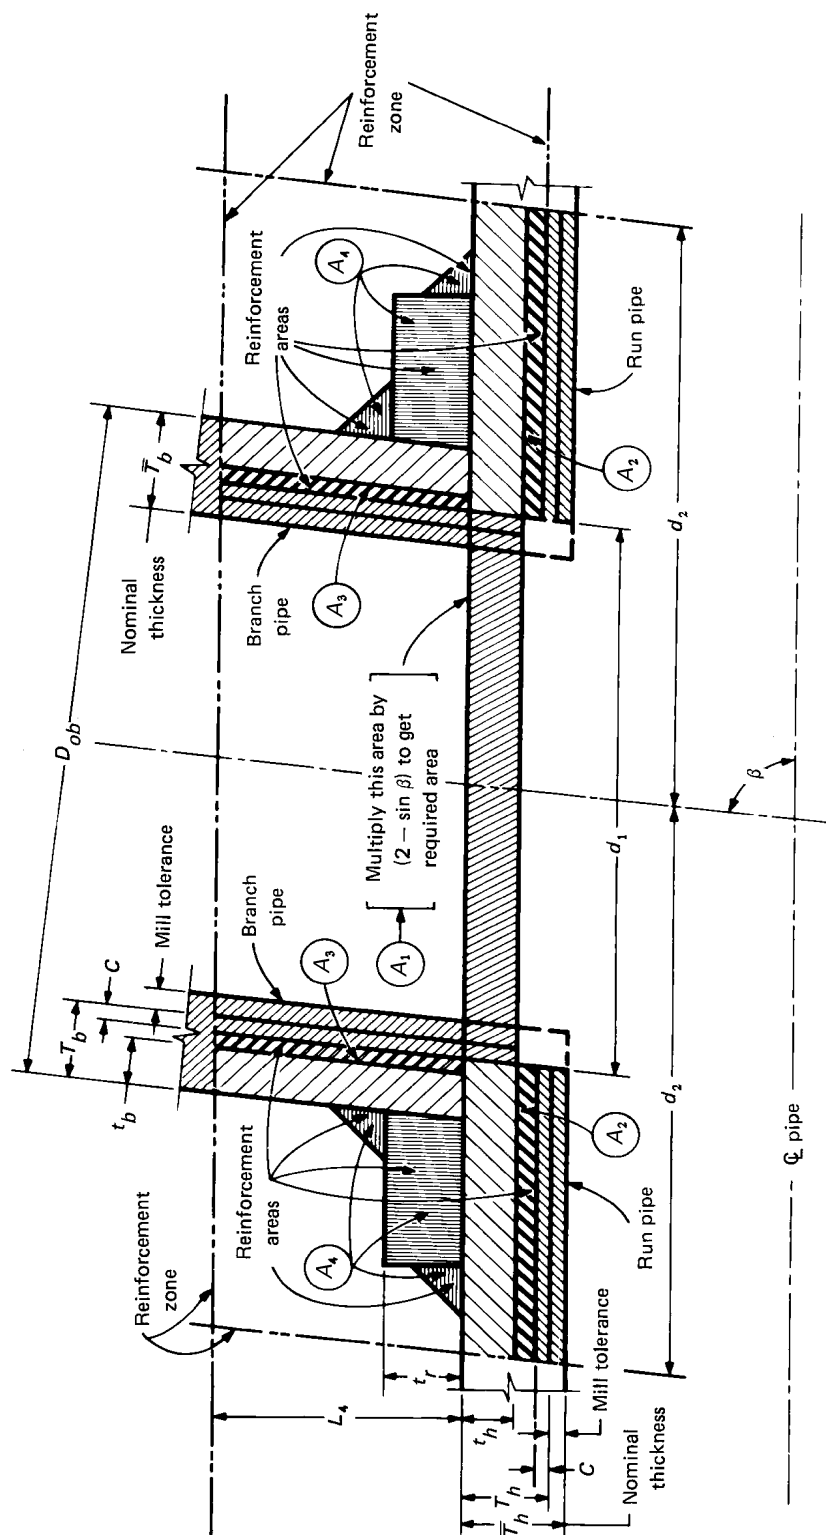 Reinforcement
zone
Reinforcement
areas
A₄
Nominal
thickness
T̿b
Branch
pipe
A₃
Run pipe
A₂
d₂
Dob
Multiply this area by
(2 − sin β) to get
required area
A₁
β
d₁
Mill tolerance
C
T̄b
tb
Branch
pipe
A₃
Reinforcement
areas
A₄
A₂
d₂
Run pipe
℄ pipe
Reinforcement
zone
L₄
tr
th
T̄h
T̿h
C
Mill tolerance
Nominal
thickness